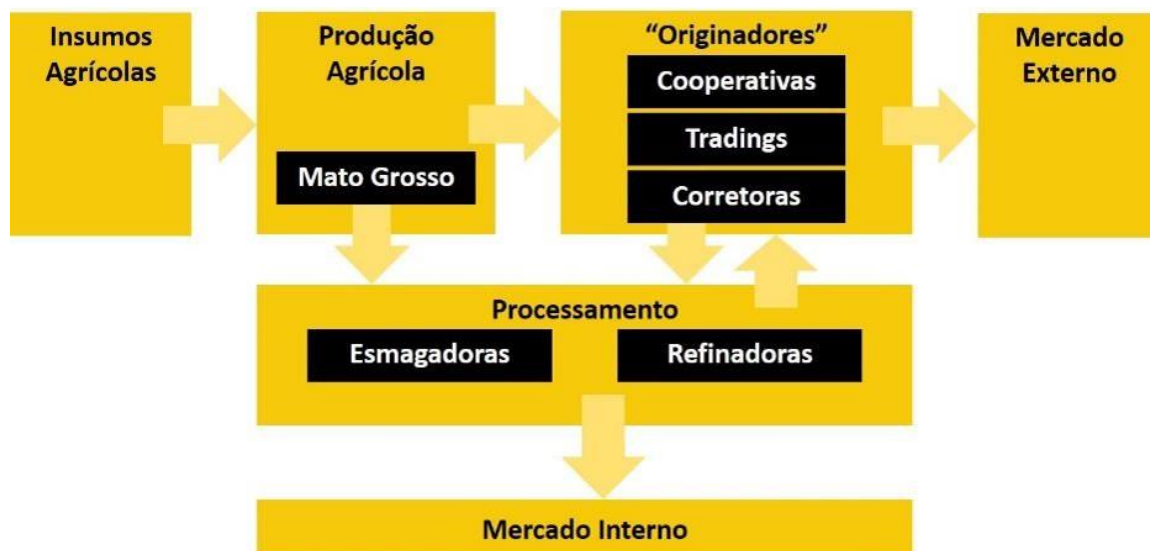 Insumos
Agrícolas
Produção
Agrícola
Mato Grosso
“Originadores”
Cooperativas
Tradings
Corretoras
Mercado
Externo
Processamento
Esmagadoras
Refinadoras
Mercado Interno